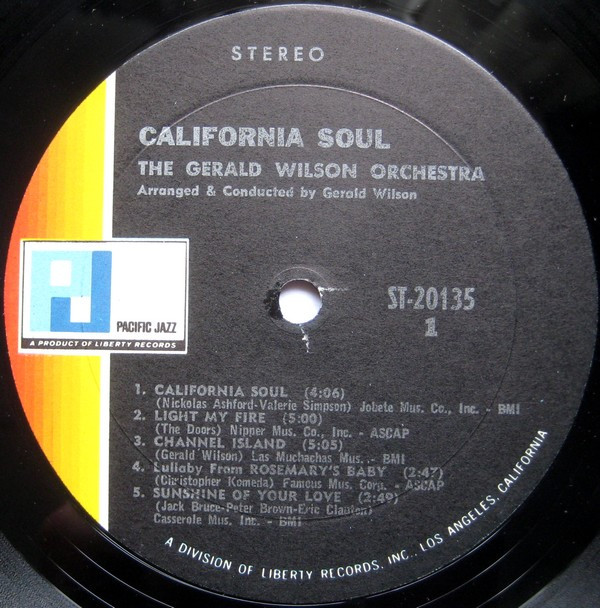 STEREO
CALIFORNIA SOUL
THE GERALD WILSON ORCHESTRA
Arranged & Conducted by Gerald Wilson
ST-20135
1
PACIFIC JAZZ
A PRODUCT OF LIBERTY RECORDS
1. CALIFORNIA SOUL (4:06)
(Nickolas Ashford-Valerie Simpson) Jobete Mus. Co., Inc. - BMI
2. LIGHT MY FIRE (5:00)
(The Doors) Nipper Mus. Co., Inc. - ASCAP
3. CHANNEL ISLAND (5:05)
(Gerald Wilson) Las Muchachas Mus. - BMI
4. Lullaby From ROSEMARY'S BABY (2:47)
(Christopher Komeda) Famous Mus. Corp. - ASCAP
5. SUNSHINE OF YOUR LOVE (2:49)
(Jack Bruce-Peter Brown-Eric Clapton)
Casserole Mus. Inc. - BMI
A DIVISION OF LIBERTY RECORDS, INC., LOS ANGELES, CALIFORNIA